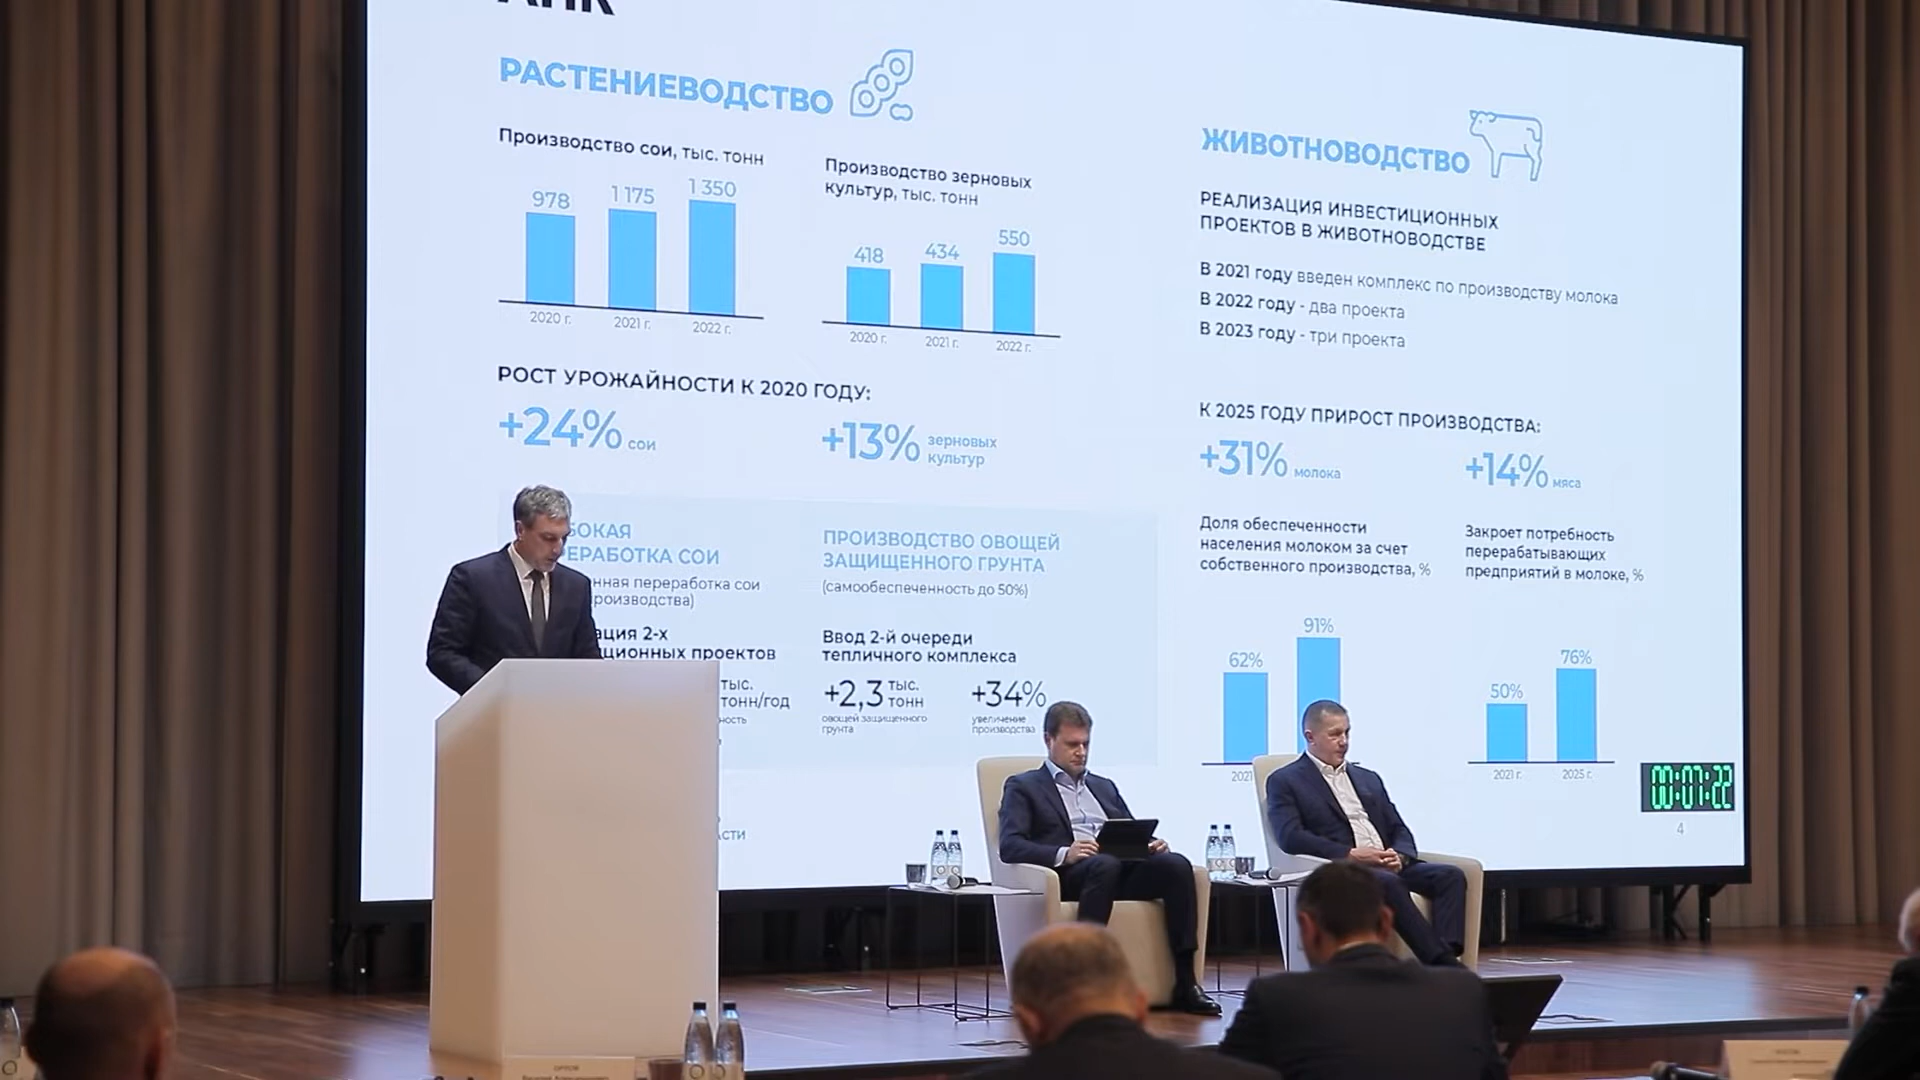 АПК
РАСТЕНИЕВОДСТВО
Производство сои, тыс. тонн
978
1 175
1 350
2020 г.
2021 г.
2022 г.
Производство зерновых
культур, тыс. тонн
418
434
550
2020 г.
2021 г.
2022 г.
РОСТ УРОЖАЙНОСТИ К 2020 ГОДУ:
+24% сои
+13% зерновых
культур
БОКАЯ
ЕРАБОТКА СОИ
нная переработка сои
производства)
ация 2-х
ционных проектов
тыс.
тонн/год
ность
ПРОИЗВОДСТВО ОВОЩЕЙ
ЗАЩИЩЕННОГО ГРУНТА
(самообеспеченность до 50%)
Ввод 2-й очереди
тепличного комплекса
+2,3 тыс.
тонн
овощей защищенного
грунта
+34%
увеличение
производства
АСТИ
ЖИВОТНОВОДСТВО
РЕАЛИЗАЦИЯ ИНВЕСТИЦИОННЫХ
ПРОЕКТОВ В ЖИВОТНОВОДСТВЕ
В 2021 году введен комплекс по производству молока
В 2022 году - два проекта
В 2023 году - три проекта
К 2025 ГОДУ ПРИРОСТ ПРОИЗВОДСТВА:
+31% молока
+14% мяса
Доля обеспеченности
населения молоком за счет
собственного производства, %
62%
91%
2021
Закроет потребность
перерабатывающих
предприятий в молоке, %
50%
76%
2021 г.
2025 г.
00:07:22
4
ОРЛОВ